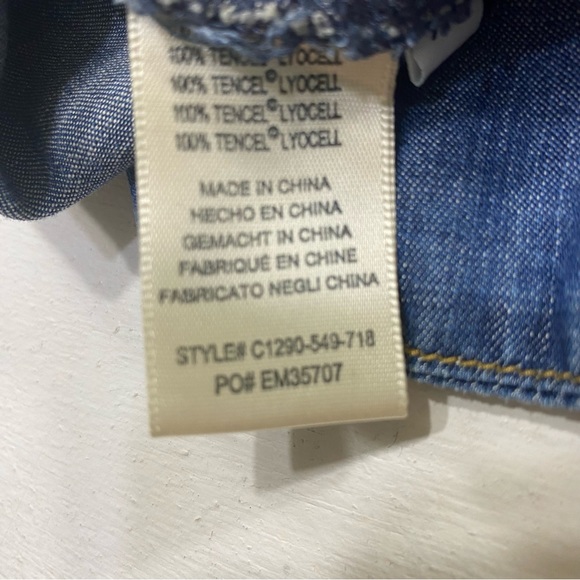 100% TENCEL® LYOCELL
100% TENCEL® LYOCELL
100% TENCEL® LYOCELL
100% TENCEL® LYOCELL
MADE IN CHINA
HECHO EN CHINA
GEMACHT IN CHINA
FABRIQUÉ EN CHINE
FABRICATO NEGLI CHINA
STYLE# C1290-549-718
PO# EM35707